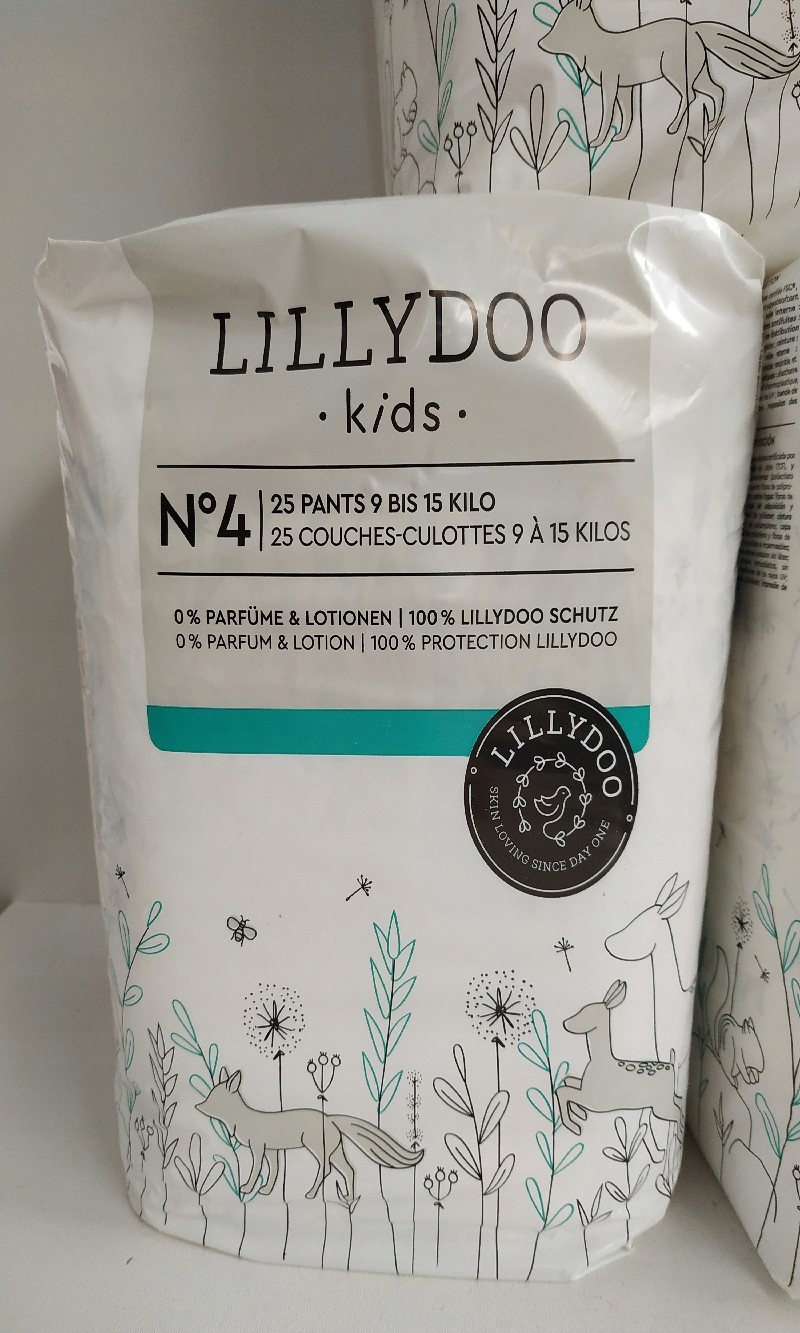 LILLYDOO
· kids ·
Nº4
25 PANTS 9 BIS 15 KILO
25 COUCHES-CULOTTES 9 À 15 KILOS
0% PARFÜME & LOTIONEN | 100% LILLYDOO SCHUTZ
0% PARFUM & LOTION | 100% PROTECTION LILLYDOO
LILLYDOO
SKIN LOVING SINCE DAY ONE